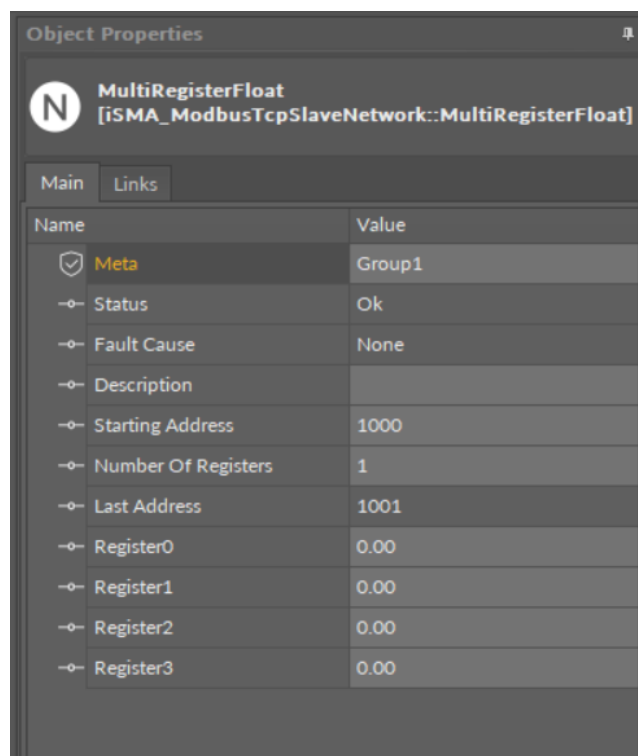 Object Properties
N
MultiRegisterFloat
[iSMA_ModbusTcpSlaveNetwork::MultiRegisterFloat]
Main Links
Name Value
Meta Group1
Status Ok
Fault Cause None
Description
Starting Address 1000
Number Of Registers 1
Last Address 1001
Register0 0.00
Register1 0.00
Register2 0.00
Register3 0.00